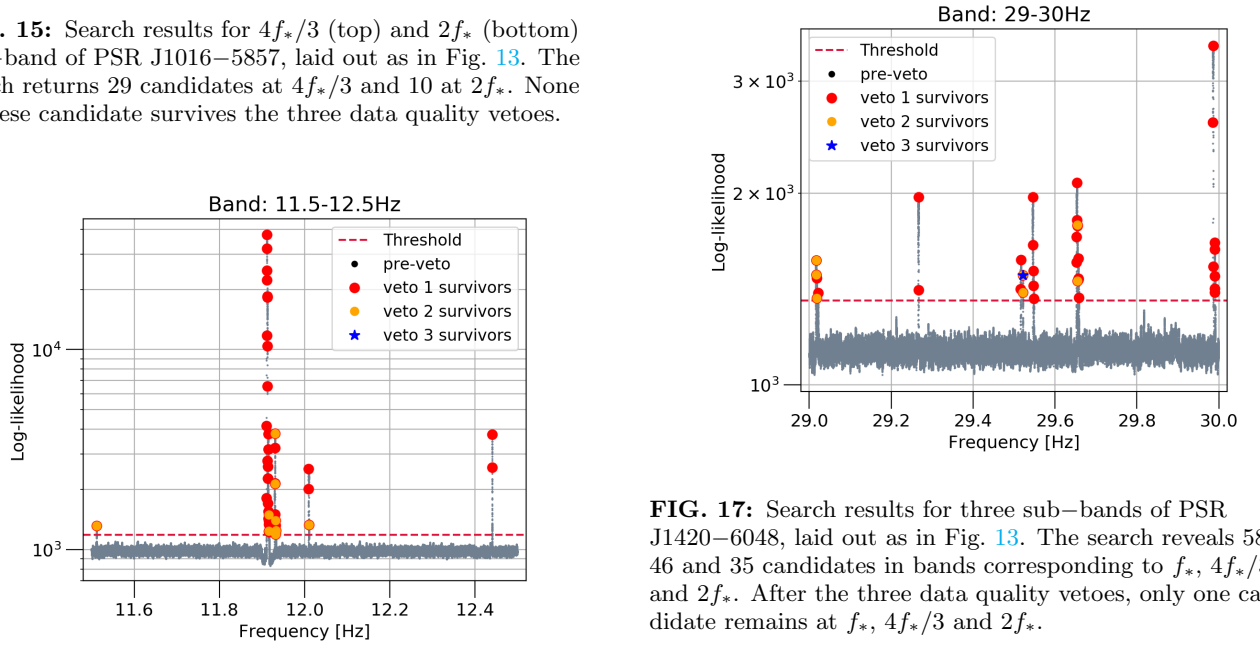 . 15: Search results for 4f∗/3 (top) and 2f∗ (bottom)
-band of PSR J1016−5857, laid out as in Fig. 13. The
h returns 29 candidates at 4f∗/3 and 10 at 2f∗. None
ese candidate survives the three data quality vetoes.
Band: 11.5-12.5Hz
Threshold
pre-veto
veto 1 survivors
veto 2 survivors
veto 3 survivors
Log-likelihood
10⁴
10³
11.6 11.8 12.0 12.2 12.4
Frequency [Hz]
Band: 29-30Hz
Threshold
pre-veto
veto 1 survivors
veto 2 survivors
veto 3 survivors
Log-likelihood
3 × 10³
2 × 10³
10³
29.0 29.2 29.4 29.6 29.8 30.0
Frequency [Hz]
FIG. 17: Search results for three sub−bands of PSR
J1420−6048, laid out as in Fig. 13. The search reveals 58
46 and 35 candidates in bands corresponding to f∗, 4f∗/
and 2f∗. After the three data quality vetoes, only one ca
didate remains at f∗, 4f∗/3 and 2f∗.